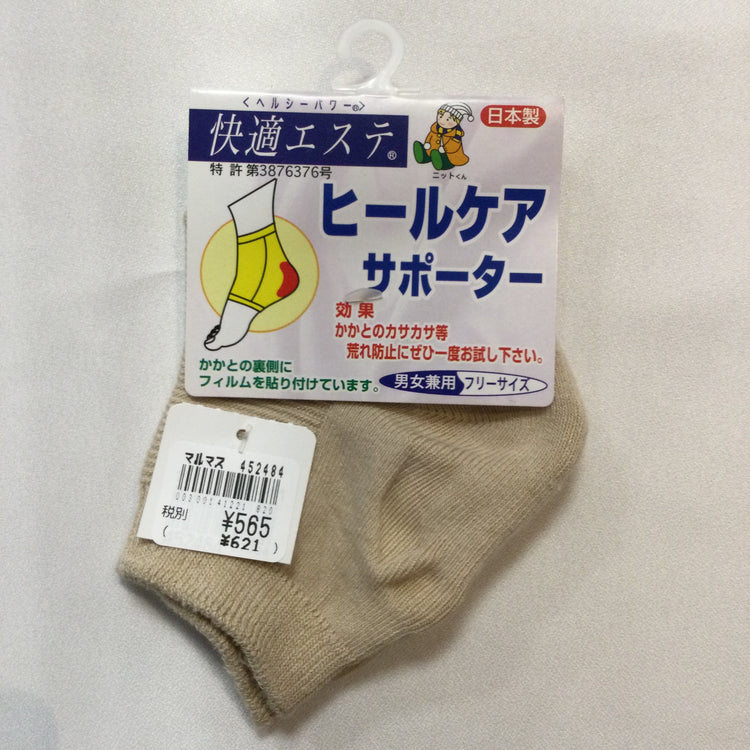 <ヘルシーパワー®>
快適エステ®
日本製
特許 第3876376号
ニットくん
ヒールケア
サポーター
効果
かかとのカサカサ等
荒れ防止にぜひ一度お試し下さい。
かかとの裏側に
フィルムを貼り付けています。
男女兼用 フリーサイズ
マルマス 452484
003 001 41221 820
税別 ¥565
( ¥621 )